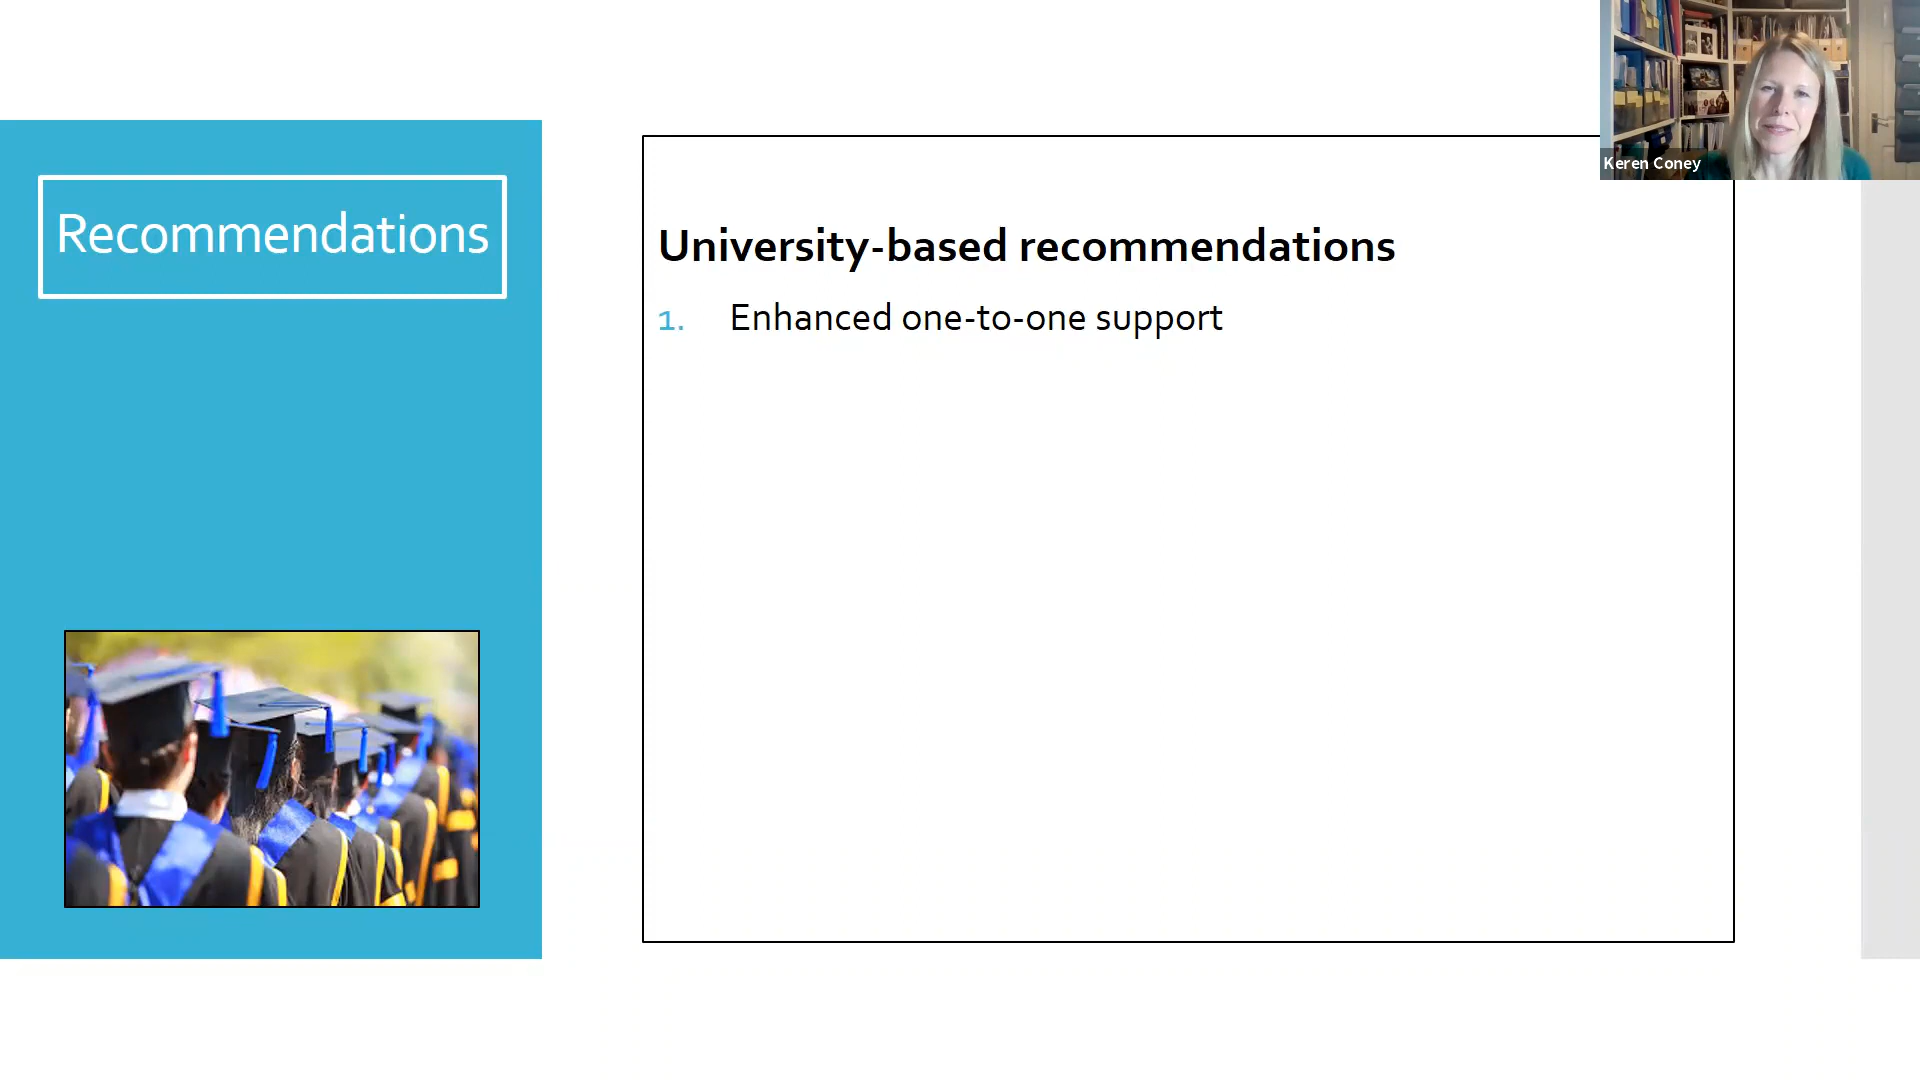 Recommendations
University-based recommendations
1. Enhanced one-to-one support
Keren Coney